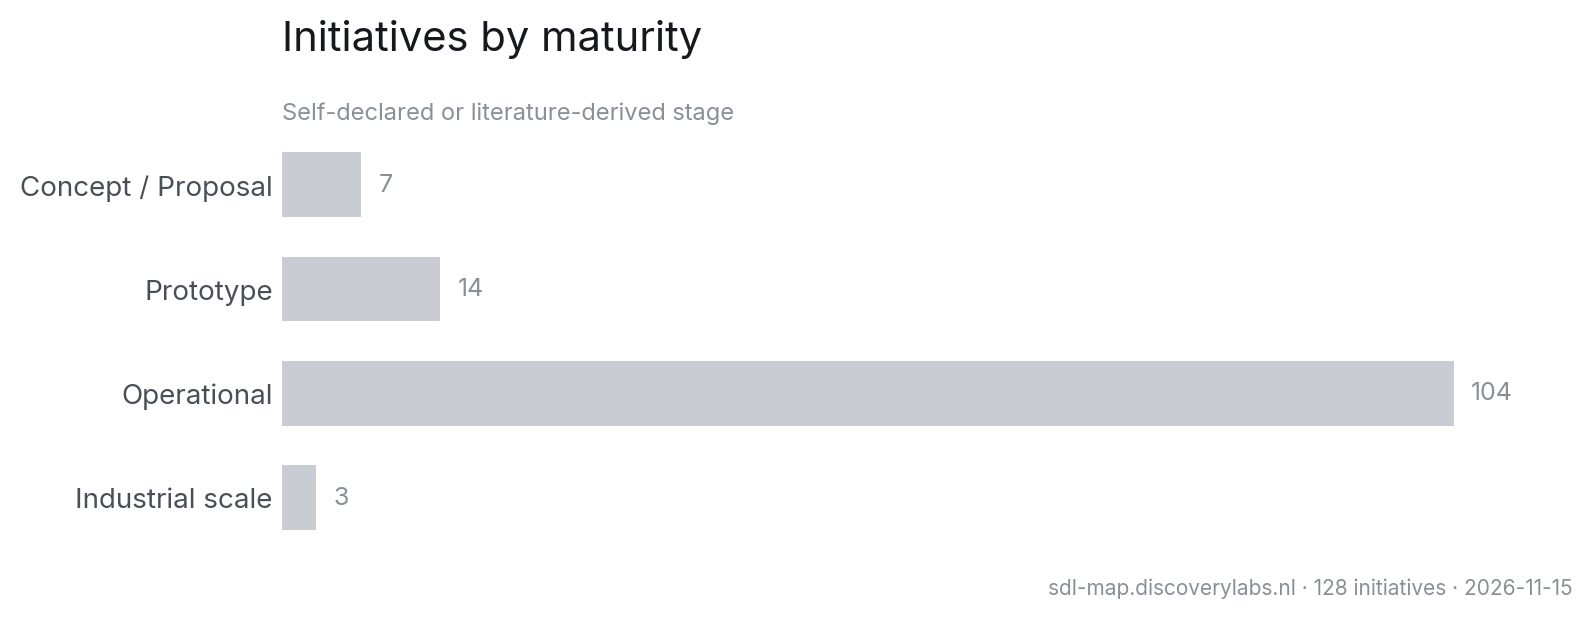 Initiatives by maturity
Self-declared or literature-derived stage
Concept / Proposal 7
Prototype 14
Operational 104
Industrial scale 3
sdl-map.discoverylabs.nl · 128 initiatives · 2026-11-15